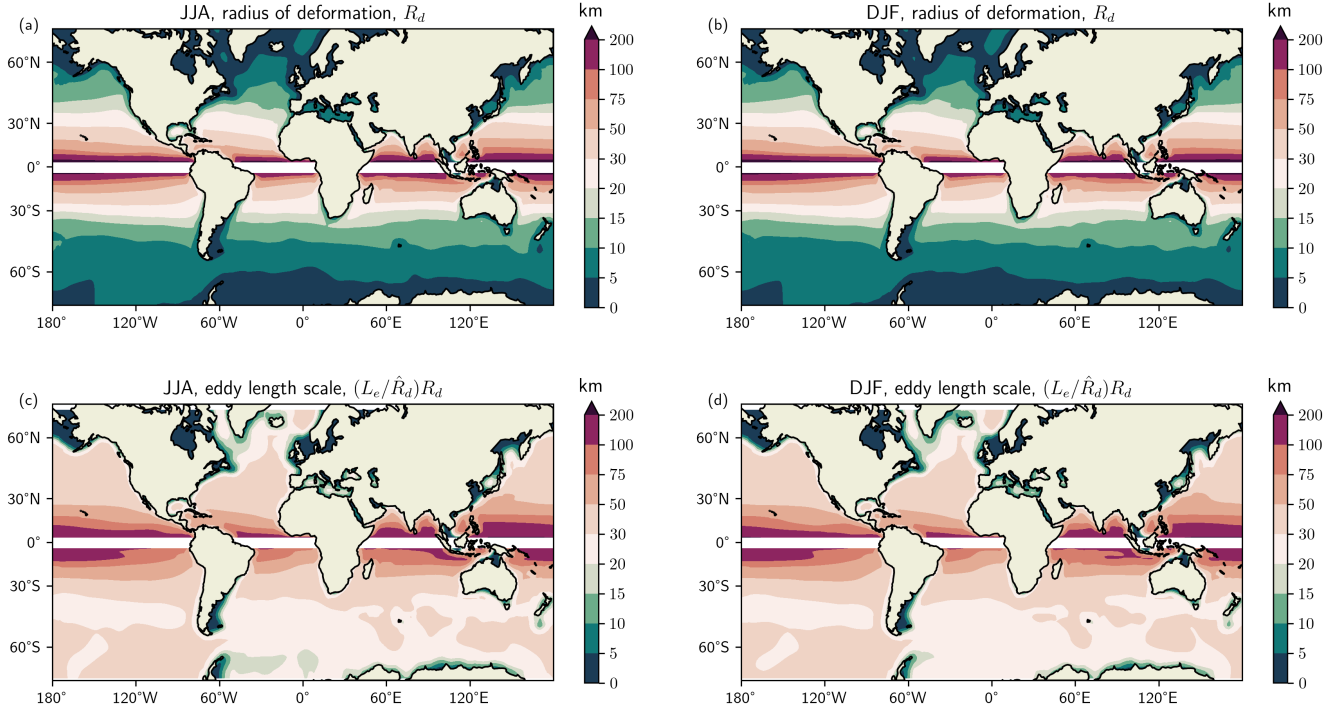 (a)
JJA, radius of deformation, R_d
km
60°N
30°N
0°
30°S
60°S
180°
120°W
60°W
0°
60°E
120°E
200
100
75
50
30
20
15
10
5
0
(b)
DJF, radius of deformation, R_d
km
60°N
30°N
0°
30°S
60°S
180°
120°W
60°W
0°
60°E
120°E
200
100
75
50
30
20
15
10
5
0
(c)
JJA, eddy length scale, (L_e/R̂_d)R_d
km
60°N
30°N
0°
30°S
60°S
180°
120°W
60°W
0°
60°E
120°E
200
100
75
50
30
20
15
10
5
0
(d)
DJF, eddy length scale, (L_e/R̂_d)R_d
km
60°N
30°N
0°
30°S
60°S
180°
120°W
60°W
0°
60°E
120°E
200
100
75
50
30
20
15
10
5
0